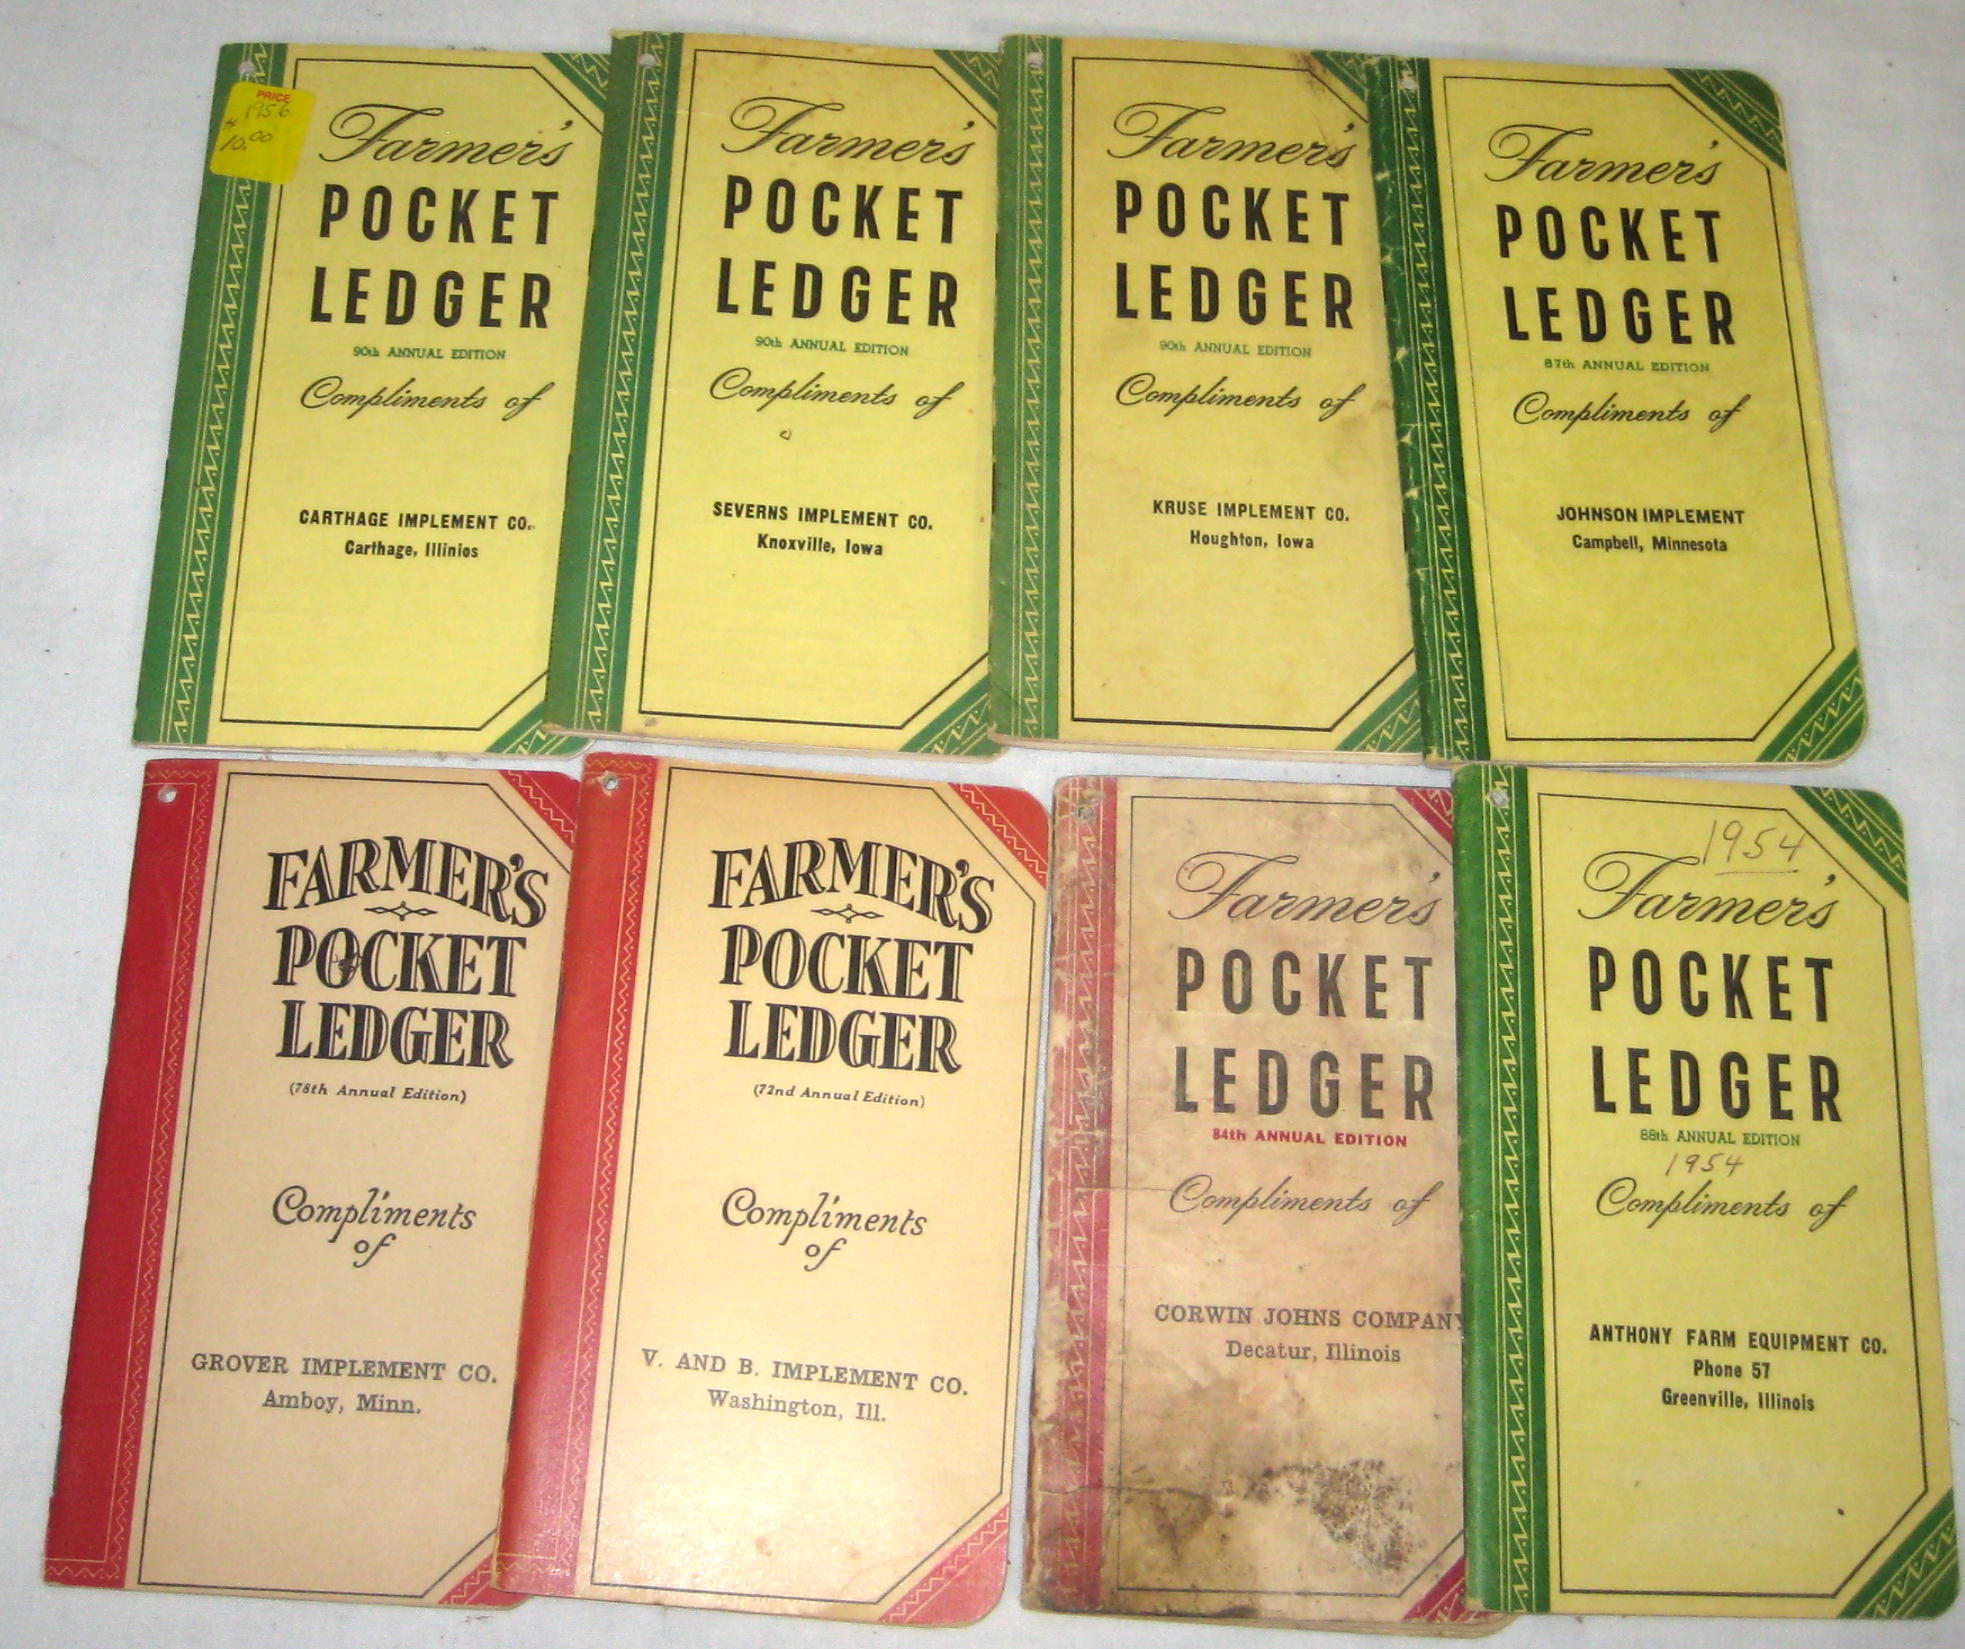 PRICE
1956
$
10.00
Farmer's
POCKET
LEDGER
90th ANNUAL EDITION
Compliments of
CARTHAGE IMPLEMENT CO.
Carthage, Illinios
Farmer's
POCKET
LEDGER
90th ANNUAL EDITION
Compliments of
SEVERNS IMPLEMENT CO.
Knoxville, Iowa
Farmer's
POCKET
LEDGER
90th ANNUAL EDITION
Compliments of
KRUSE IMPLEMENT CO.
Houghton, Iowa
Farmer's
POCKET
LEDGER
87th ANNUAL EDITION
Compliments of
JOHNSON IMPLEMENT
Campbell, Minnesota
FARMER'S
POCKET
LEDGER
(78th Annual Edition)
Compliments
of
GROVER IMPLEMENT CO.
Amboy, Minn.
FARMER'S
POCKET
LEDGER
(72nd Annual Edition)
Compliments
of
V. AND B. IMPLEMENT CO.
Washington, Ill.
Farmer's
POCKET
LEDGER
84th ANNUAL EDITION
Compliments of
CORWIN JOHNS COMPANY
Decatur, Illinois
1954
Farmer's
POCKET
LEDGER
88th ANNUAL EDITION
1954
Compliments of
ANTHONY FARM EQUIPMENT CO.
Phone 57
Greenville, Illinois